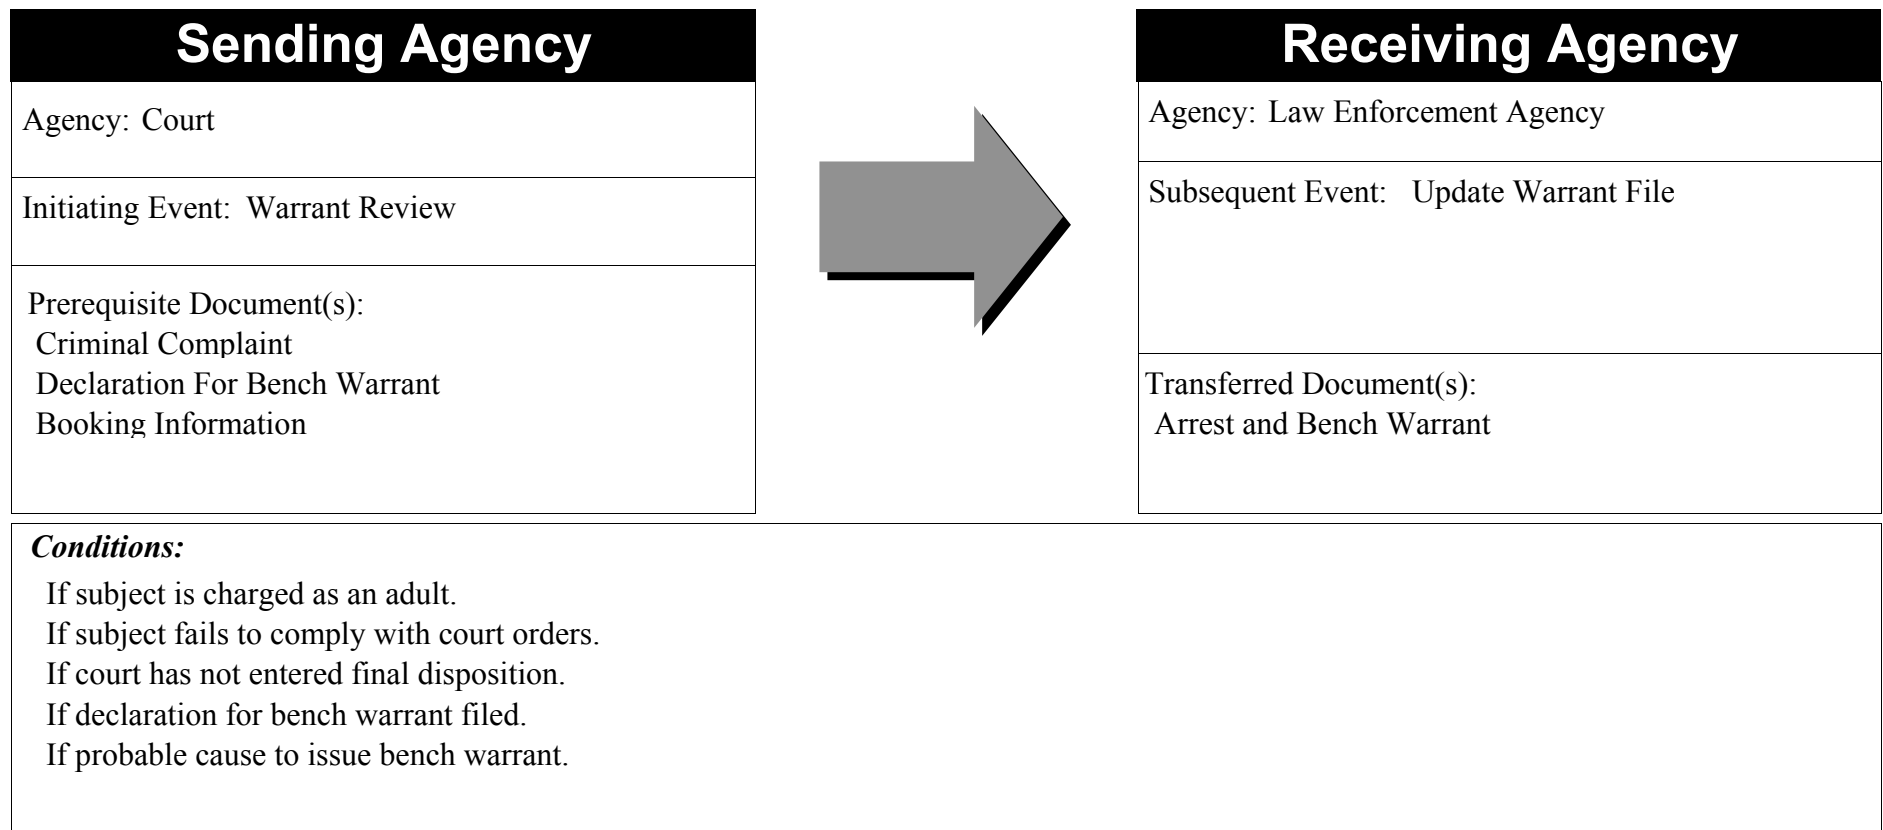 Sending Agency
Agency: Court
Initiating Event: Warrant Review
Prerequisite Document(s):
Criminal Complaint
Declaration For Bench Warrant
Booking Information
Receiving Agency
Agency: Law Enforcement Agency
Subsequent Event: Update Warrant File
Transferred Document(s):
Arrest and Bench Warrant
Conditions:
If subject is charged as an adult.
If subject fails to comply with court orders.
If court has not entered final disposition.
If declaration for bench warrant filed.
If probable cause to issue bench warrant.